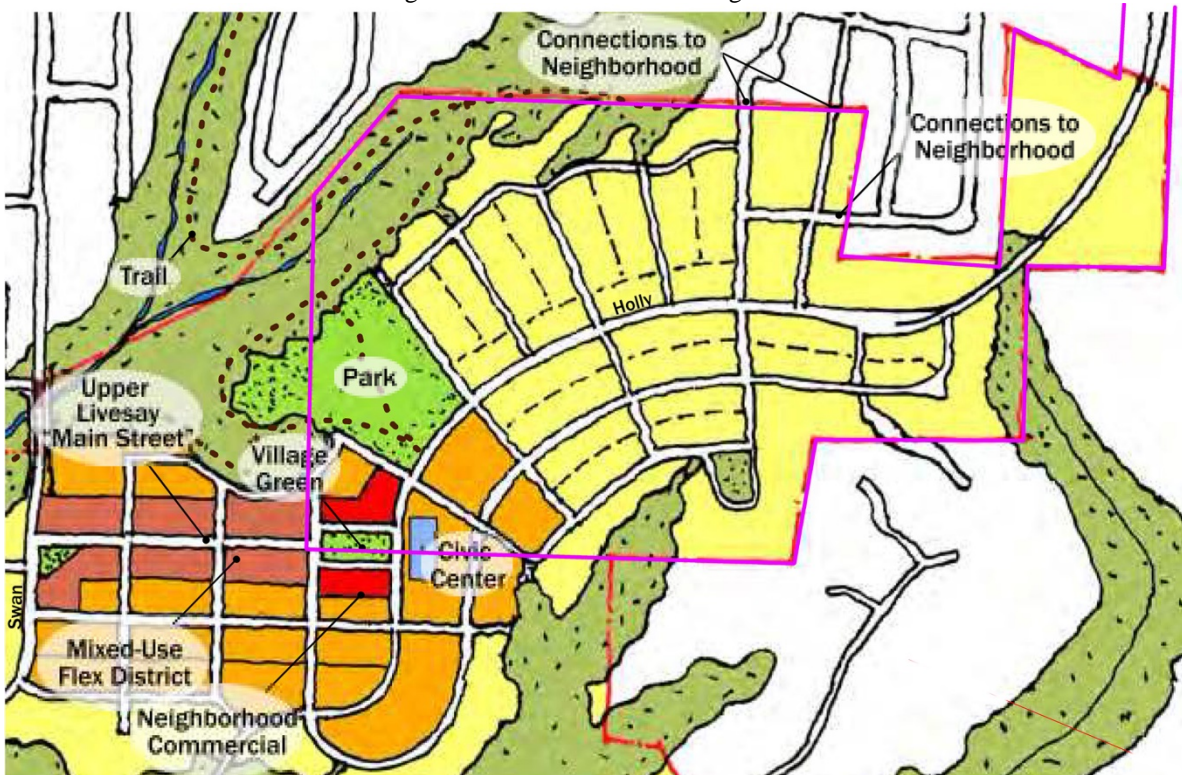 Connections to
Neighborhood
Connections to
Neighborhood
Trail
Holly
Park
Upper
Livesay
"Main Street"
Village
Green
Civic
Center
Swan
Mixed-Use
Flex District
Neighborhood
Commercial